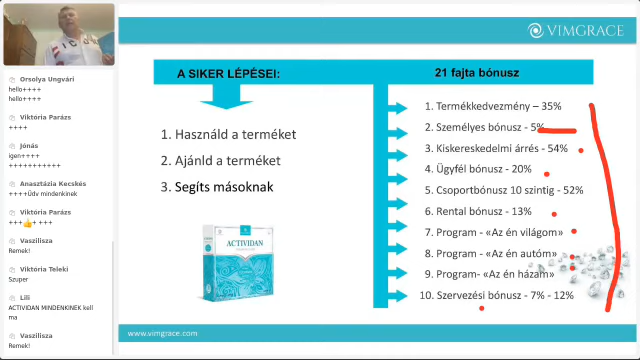 VIMGRACE
Orsolya Ungvári
hello++++
hello++++
Viktória Parázs
++++
Jónás
igen++++
+++++++++++
Anasztázia Kecskés
++++Üdv mindenkinek
Viktória Parázs
+++👍+ +++
Vaszilisza
Remek!
Viktória Teleki
Szuper
Lili
ACTIVIDAN MINDENKINEK kell
ma
Vaszilisza
Remek!
A SIKER LÉPÉSEI:
1. Használd a terméket
2. Ajánld a terméket
3. Segíts másoknak
ACTIVIDAN
21 fajta bónusz
1. Termékkedvezmény – 35%
2. Személyes bónusz - 5%
3. Kiskereskedelmi árrés - 54%
4. Ügyfél bónusz - 20%
5. Csoportbónusz 10 szintig - 52%
6. Rental bónusz - 13%
7. Program - «Az én világom»
8. Program - «Az én autóm»
9. Program- «Az én házam»
10. Szervezési bónusz - 7% - 12%
www.vimgrace.com